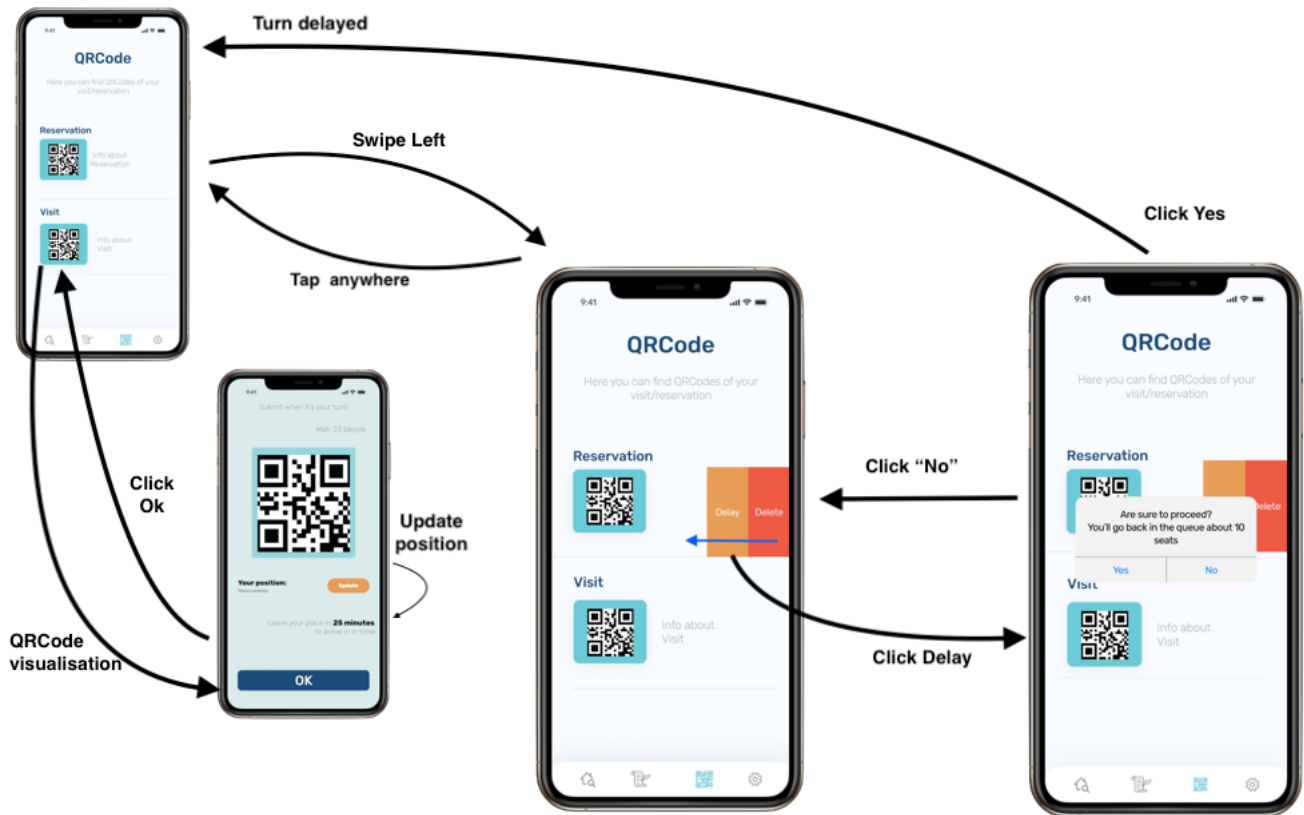 Turn delayed
9:41
QRCode
Here you can find QRCodes of your
visit/reservation
Reservation
Info about
Reservation
Visit
Info about
Visit
Swipe Left
Tap anywhere
Click Yes
9:41
QRCode
Here you can find QRCodes of your
visit/reservation
Reservation
Delay
Delete
Visit
Info about
Visit
Click “No”
Click Delay
9:41
QRCode
Here you can find QRCodes of your
visit/reservation
Reservation
Delete
Are sure to proceed?
You'll go back in the queue about 10
seats
Yes
No
Visit
Info about
Visit
9:41
Submit when it's your turn!
Wait: 23 people
Your position:
Update
Leave your place in 25 minutes
to arrive in in time!
OK
Click
Ok
Update
position
QRCode
visualisation